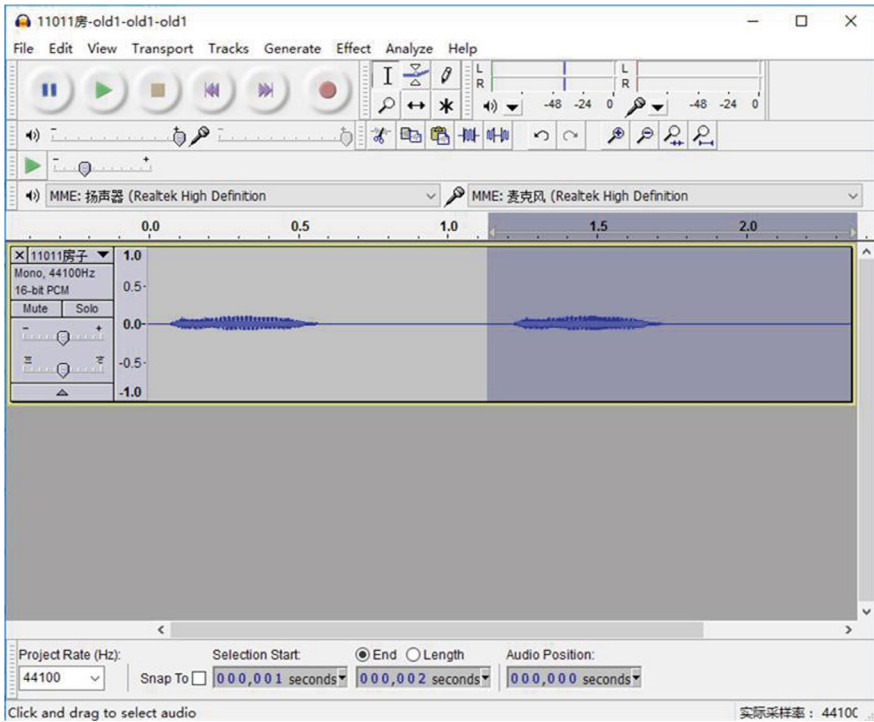 11011房-old1-old1-old1
File Edit View Transport Tracks Generate Effect Analyze Help
L
R
-48 -24 0
L
R
-48 -24 0
MME: 扬声器 (Realtek High Definition
MME: 麦克风 (Realtek High Definition
0.0 0.5 1.0 1.5 2.0
11011房子
Mono, 44100Hz
16-bit PCM
Mute Solo
- +
1.0
0.5
0.0
-0.5
-1.0
Project Rate (Hz):
44100
Snap To
Selection Start:
000,001 seconds
End Length
000,002 seconds
Audio Position:
000,000 seconds
Click and drag to select audio
实际采样率: 4410